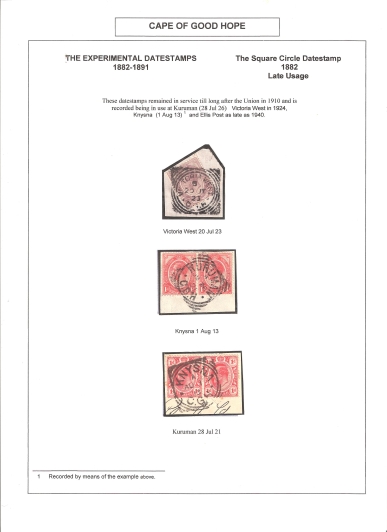 CAPE OF GOOD HOPE
THE EXPERIMENTAL DATESTAMPS
1882-1891
The Square Circle Datestamp
1882
Late Usage
These datestamps remained in service till long after the Union in 1910 and is
recorded being in use at Kuruman (28 Jul 26) Victoria West in 1924,
Knysna (1 Aug 13) 1 and Ellis Post as late as 1940.
Victoria West 20 Jul 23
KURUMAN
Knysna 1 Aug 13
KNYSNA
Kuruman 28 Jul 21
1 Recorded by means of the example above.